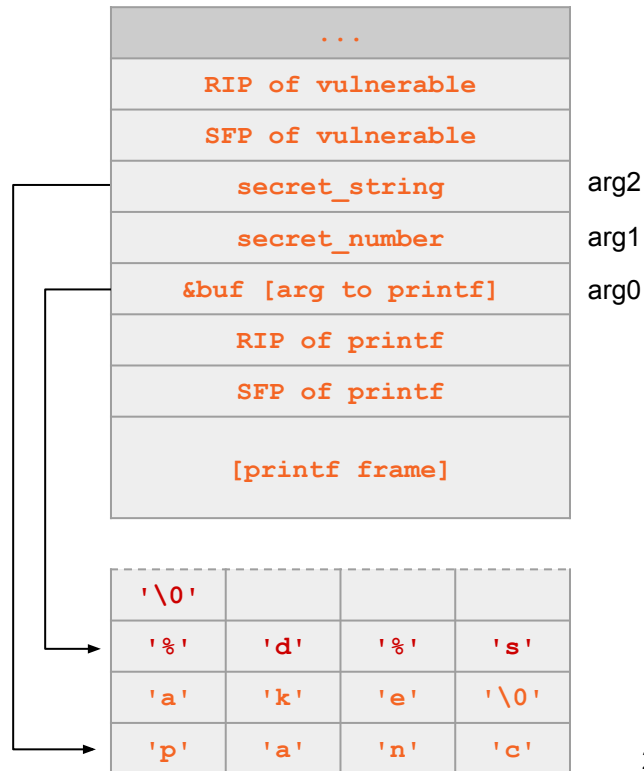 ...
RIP of vulnerable
SFP of vulnerable
secret_string arg2
secret_number arg1
&buf [arg to printf] arg0
RIP of printf
SFP of printf
[printf frame]
'\0'
'%' 'd' '%' 's'
'a' 'k' 'e' '\0'
'p' 'a' 'n' 'c'